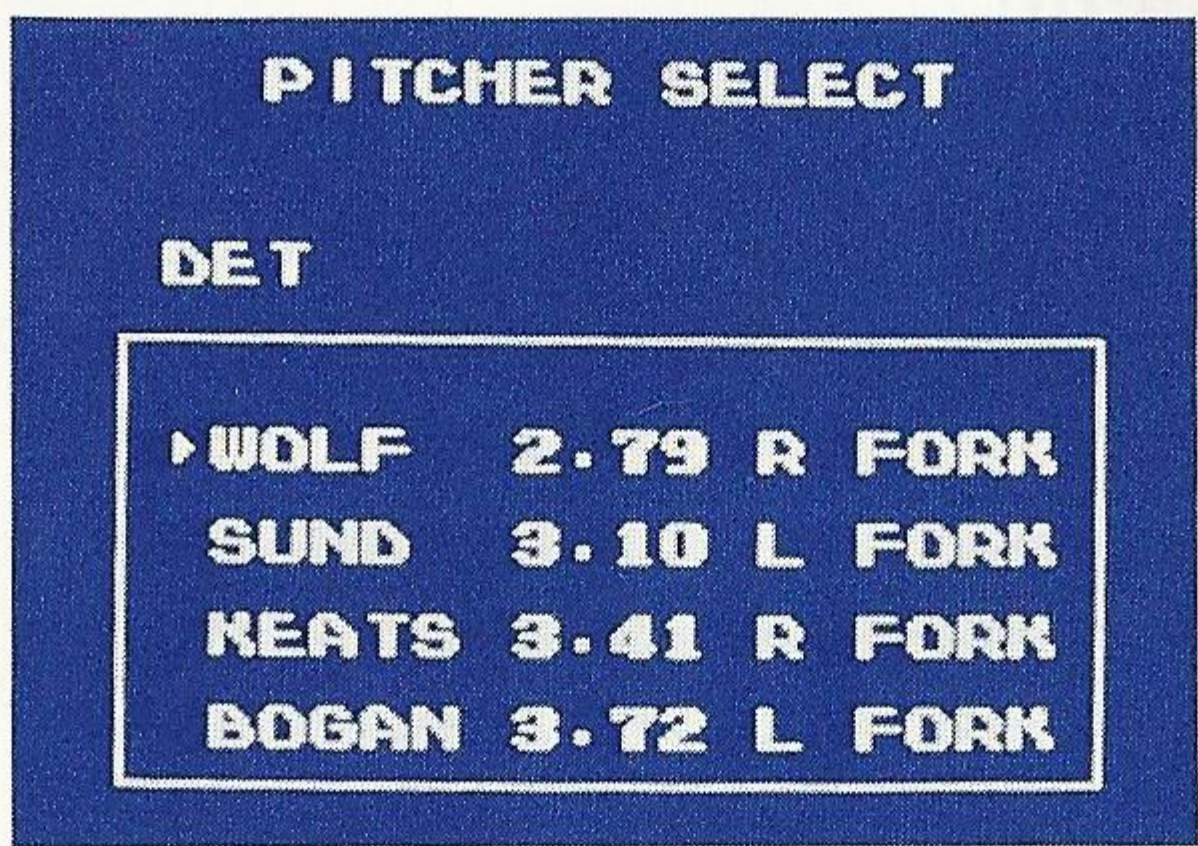 PITCHER SELECT
DET
WOLF 2.79 R FORK
SUND 3.10 L FORK
KEATS 3.41 R FORK
BOGAN 3.72 L FORK